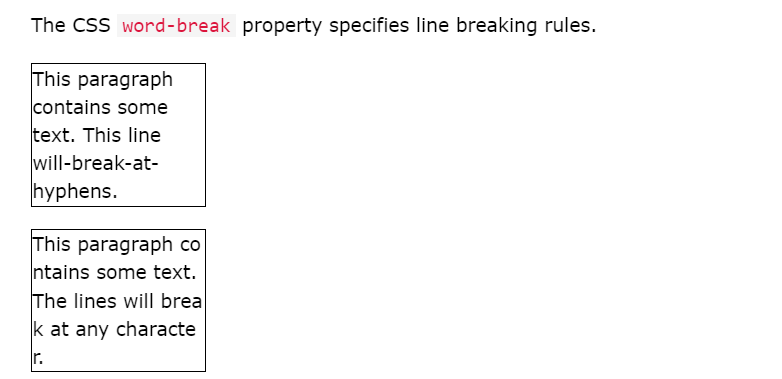 The CSS word-break property specifies line breaking rules.
This paragraph
contains some
text. This line
will-break-at-
hyphens.
This paragraph co
ntains some text.
The lines will brea
k at any characte
r.